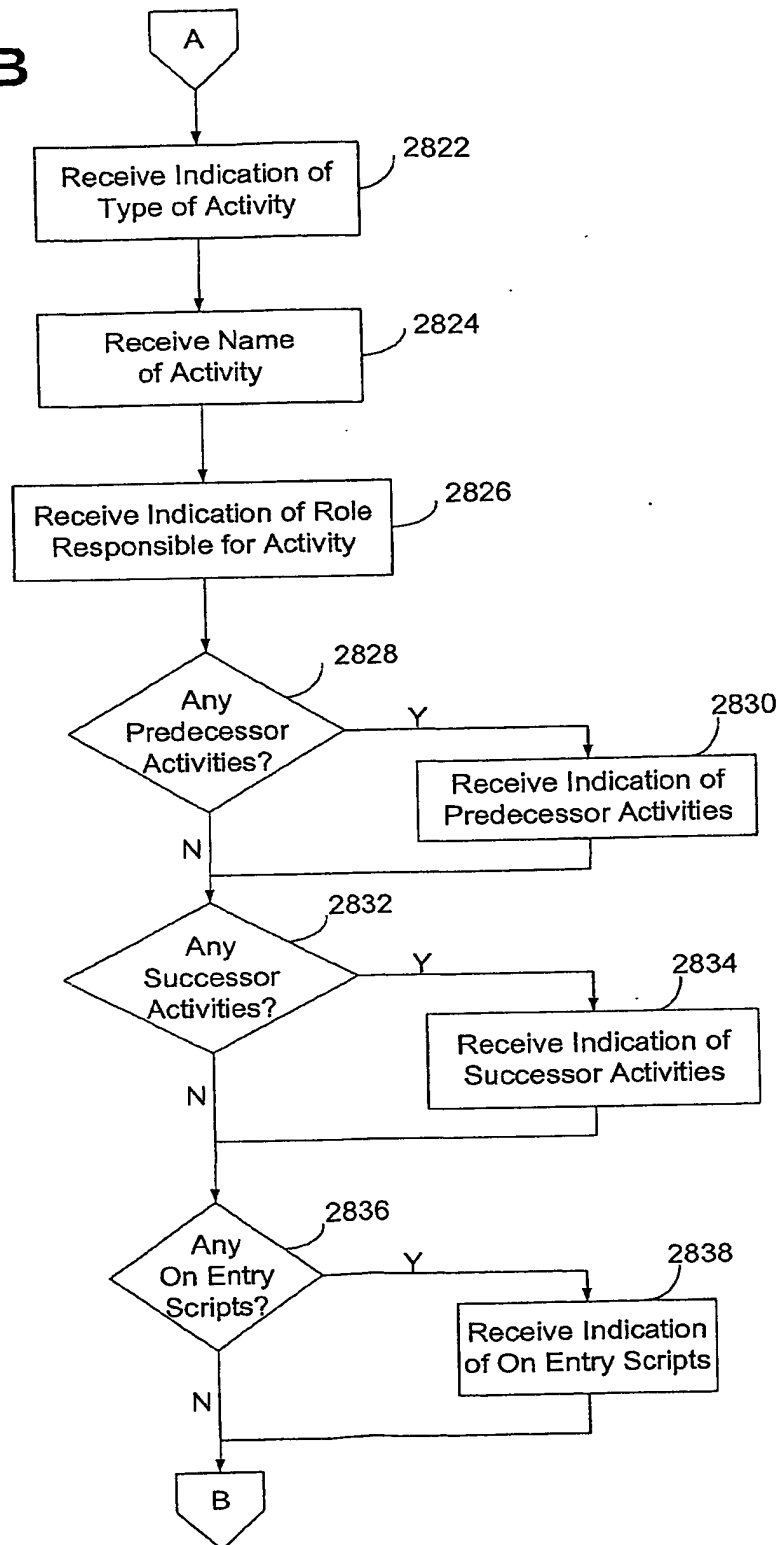 B
A
2822
Receive Indication of
Type of Activity
2824
Receive Name
of Activity
2826
Receive Indication of Role
Responsible for Activity
2828
Any
Predecessor
Activities?
Y
2830
Receive Indication of
Predecessor Activities
N
2832
Any
Successor
Activities?
Y
2834
Receive Indication of
Successor Activities
N
2836
Any
On Entry
Scripts?
Y
2838
Receive Indication
of On Entry Scripts
N
B